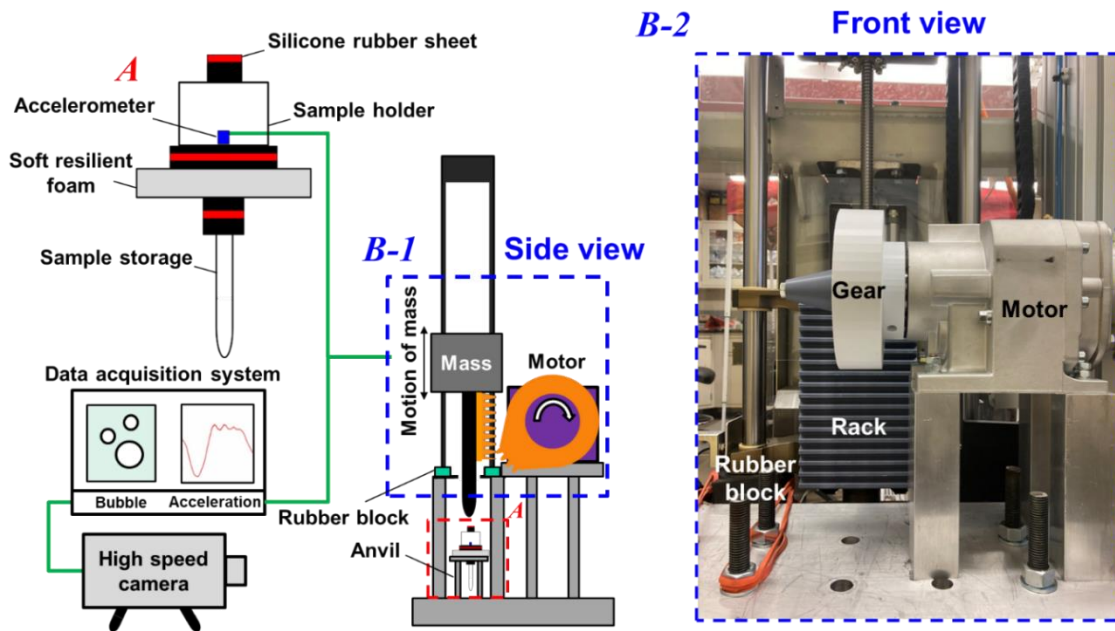 A
Silicone rubber sheet
Accelerometer
Sample holder
Soft resilient
foam
Sample storage
Data acquisition system
Bubble
Acceleration
High speed
camera
B-1
Side view
Motion of mass
Mass
Motor
Rubber block
Anvil
A
B-2
Front view
Gear
Motor
Rack
Rubber
block